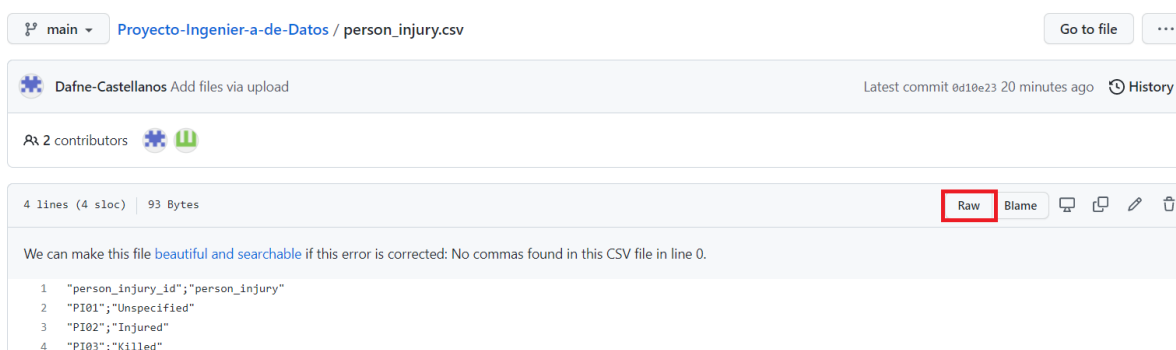 main Proyecto-Ingenier-a-de-Datos / person_injury.csv Go to file ...
Dafne-Castellanos Add files via upload Latest commit 0d10e23 20 minutes ago History
2 contributors
4 lines (4 sloc) 93 Bytes Raw Blame
We can make this file beautiful and searchable if this error is corrected: No commas found in this CSV file in line 0.
1 "person_injury_id";"person_injury"
2 "PI01";"Unspecified"
3 "PI02";"Injured"
4 "PI03";"Killed"